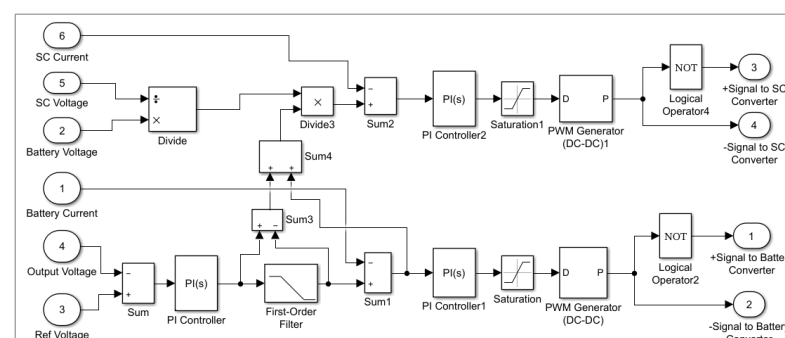 6
SC Current
5
SC Voltage
2
Battery Voltage
÷
×
Divide
×
Divide3
−
+
Sum2
PI(s)
PI Controller2
Saturation1
D P
PWM Generator
(DC-DC)1
NOT
Logical
Operator4
3
+Signal to SC
Converter
4
-Signal to SC
Converter
Sum4
+ +
1
Battery Current
Sum3
+ −
4
Output Voltage
3
Ref Voltage
−
+
Sum
PI(s)
PI Controller
First-Order
Filter
−
+
Sum1
PI(s)
PI Controller1
Saturation
D P
PWM Generator
(DC-DC)
NOT
Logical
Operator2
1
+Signal to Batte
Converter
2
-Signal to Battery